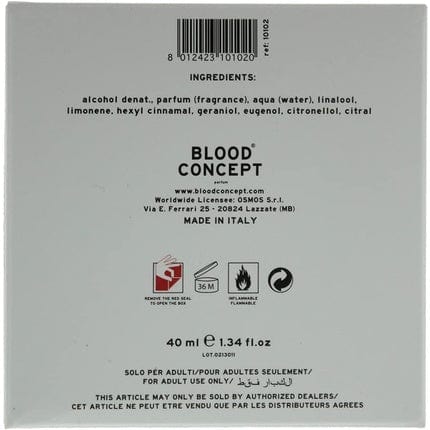 8 012423 101020
ref: 10102
INGREDIENTS:
alcohol denat., parfum (fragrance), aqua (water), linalool,
limonene, hexyl cinnamal, geraniol, eugenol, citronellol, citral
BLOOD®
CONCEPT
parfum
www.bloodconcept.com
Worldwide Licensee: OSMOS S.r.l.
Via E. Ferrari 25 - 20824 Lazzate (MB)
MADE IN ITALY
36 M
REMOVE THE RED SEAL
TO OPEN THE BOX
INFLAMMABLE
FLAMMABLE
40 ml e 1.34 fl.oz
LOT.0213011
SOLO PÉR ADULTI/POUR ADULTES SEULEMENT/
FOR ADULT USE ONLY/ للكبار فقط
THIS ARTICLE MAY ONLY BE SOLD BY AUTHORIZED DEALERS/
CET ARTICLE NE PEUT ÉTRE VENDU QUE PAR LES DISTRIBUTEURS AGREÉS